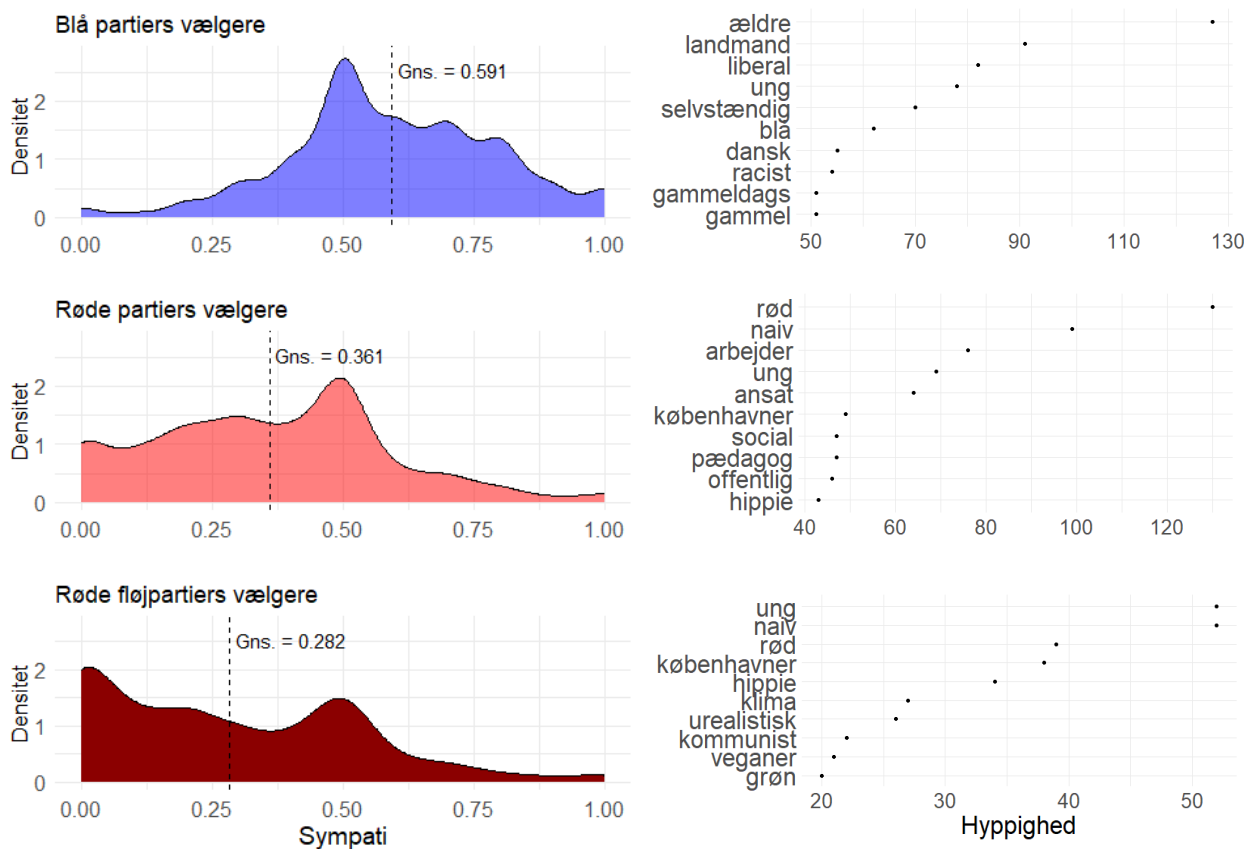 Blå partiers vælgere
Gns. = 0.591
Densitet
2
1
0
0.00 0.25 0.50 0.75 1.00
ældre
landmand
liberal
ung
selvstændig
blå
dansk
racist
gammeldags
gammel
50 70 90 110 130
Røde partiers vælgere
Gns. = 0.361
Densitet
2
1
0
0.00 0.25 0.50 0.75 1.00
rød
naiv
arbejder
ung
ansat
københavner
social
pædagog
offentlig
hippie
40 60 80 100 120
Røde fløjpartiers vælgere
Gns. = 0.282
Densitet
2
1
0
0.00 0.25 0.50 0.75 1.00
Sympati
ung
naiv
rød
københavner
hippie
klima
urealistisk
kommunist
veganer
grøn
20 30 40 50
Hyppighed